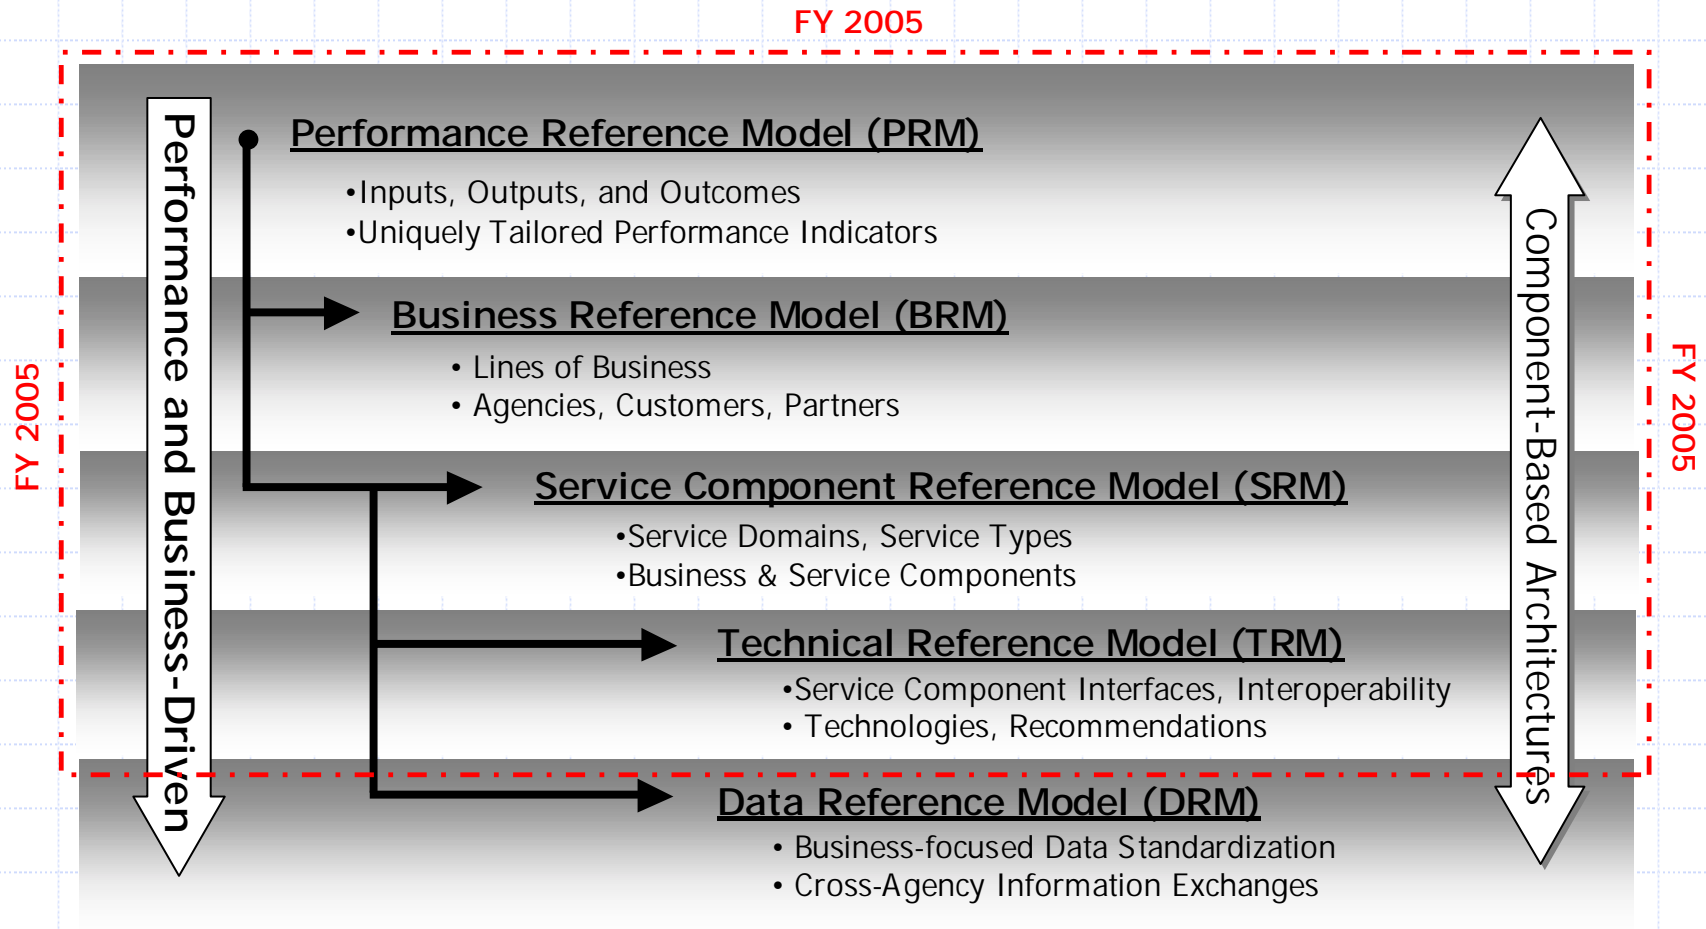 FY 2005
Performance and Business-Driven
Performance Reference Model (PRM)
•Inputs, Outputs, and Outcomes
•Uniquely Tailored Performance Indicators
Business Reference Model (BRM)
• Lines of Business
• Agencies, Customers, Partners
Service Component Reference Model (SRM)
•Service Domains, Service Types
•Business & Service Components
Technical Reference Model (TRM)
•Service Component Interfaces, Interoperability
• Technologies, Recommendations
Data Reference Model (DRM)
• Business-focused Data Standardization
• Cross-Agency Information Exchanges
Component-Based Architectures
FY 2005
FY 2005